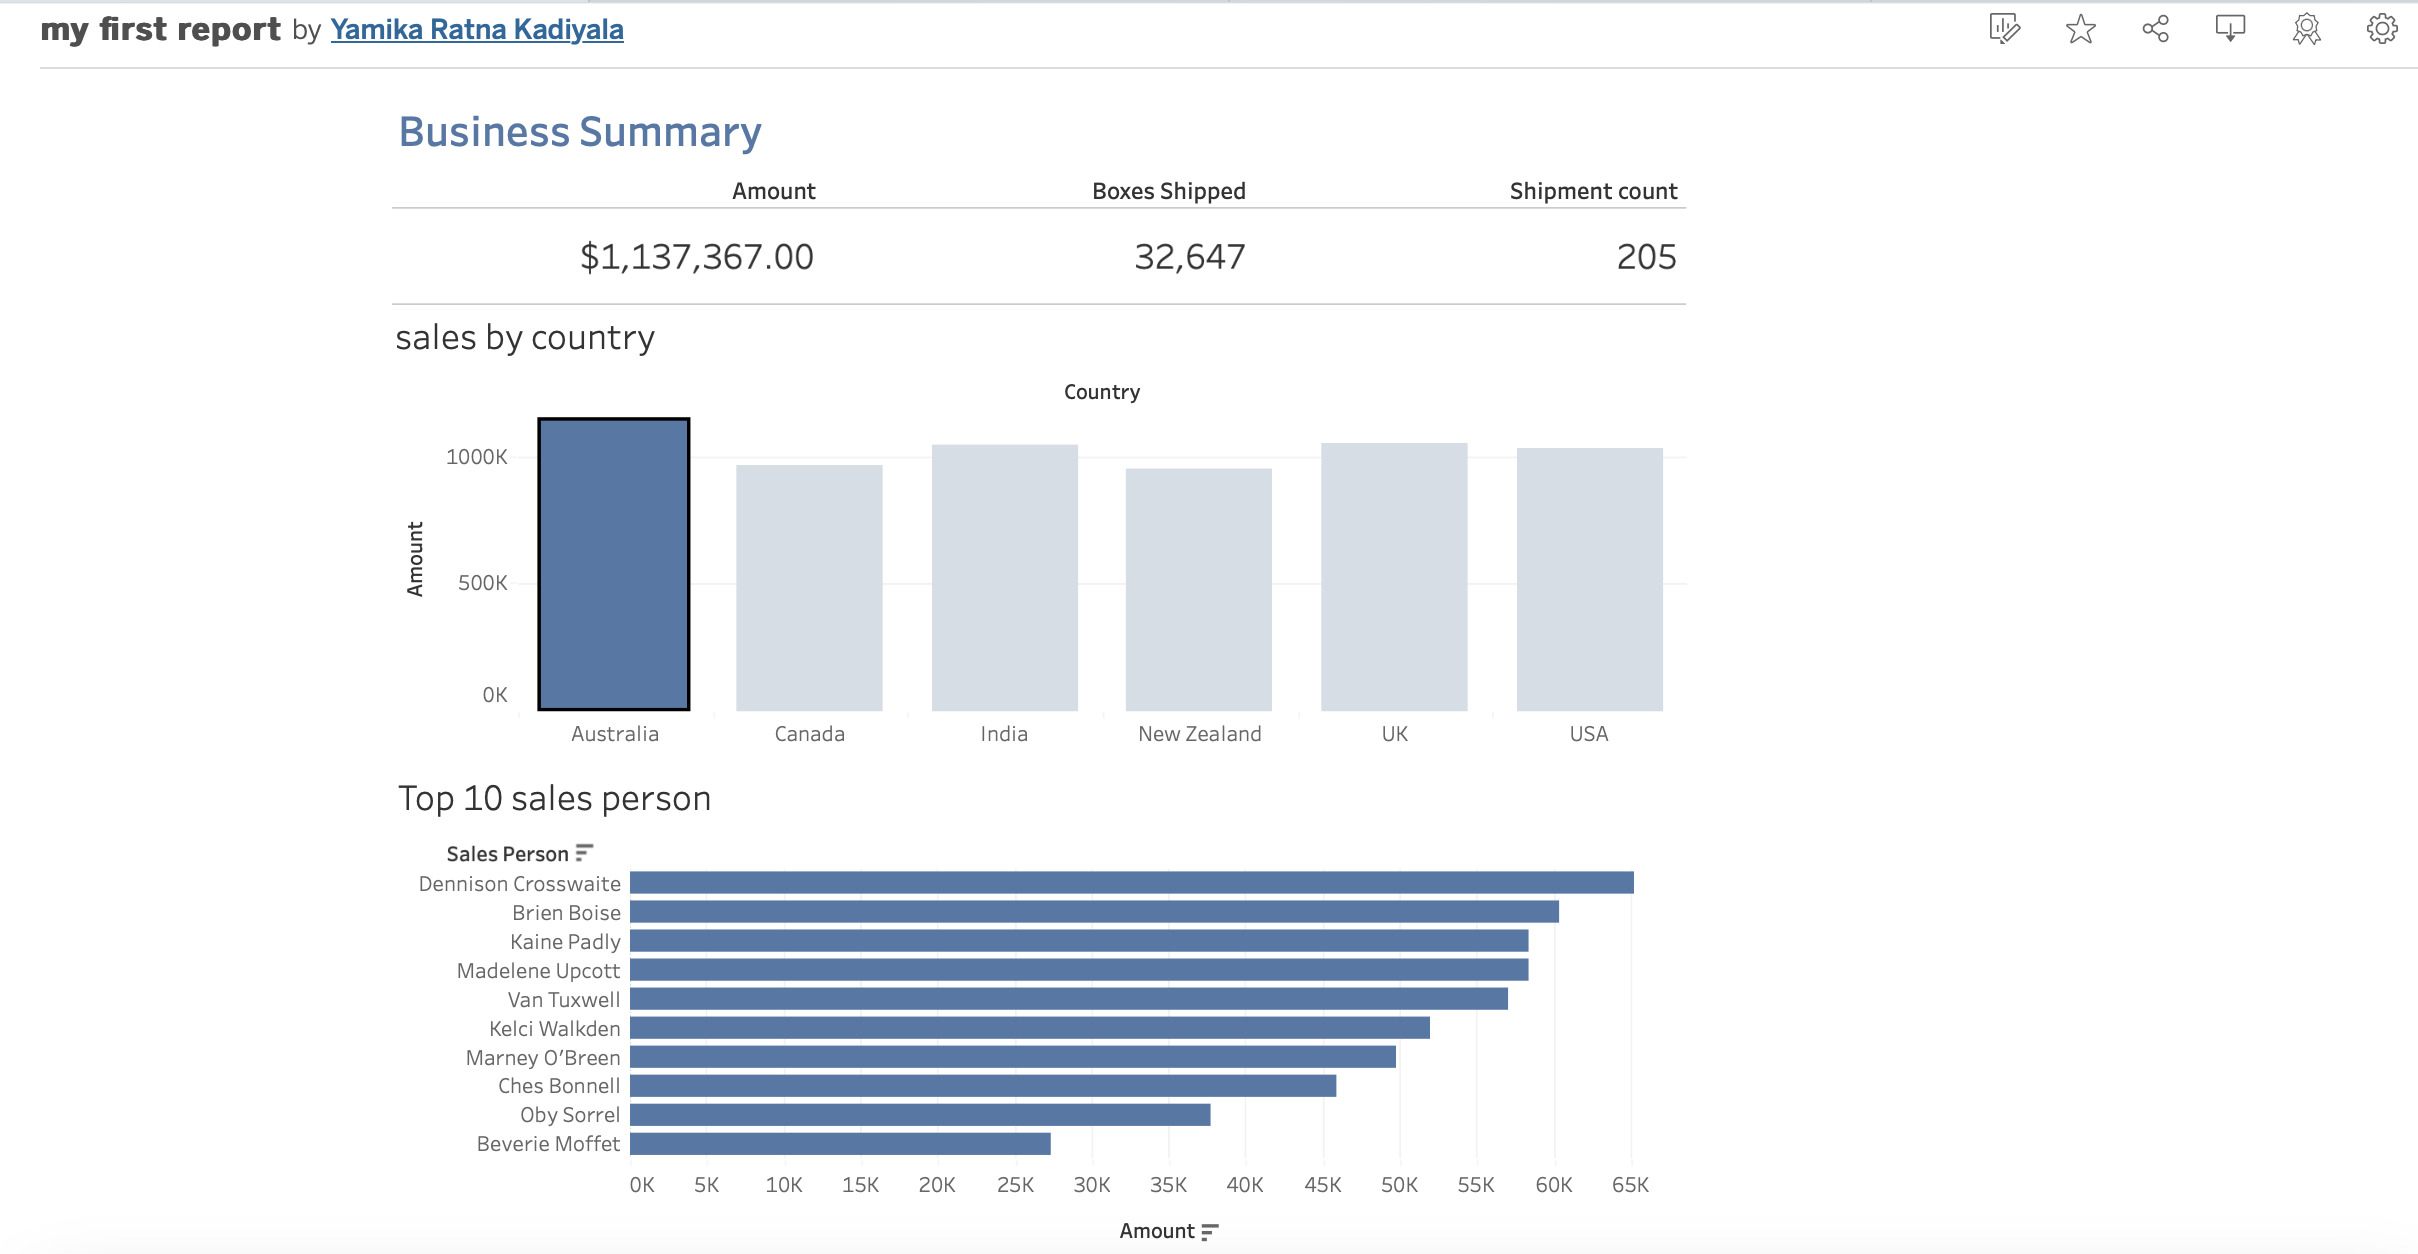 my first report by Yamika Ratna Kadiyala
Business Summary
Amount Boxes Shipped Shipment count
$1,137,367.00 32,647 205
sales by country
Country
1000K
500K
0K
Amount
Australia Canada India New Zealand UK USA
Top 10 sales person
Sales Person
Dennison Crosswaite
Brien Boise
Kaine Padly
Madelene Upcott
Van Tuxwell
Kelci Walkden
Marney O’Breen
Ches Bonnell
Oby Sorrel
Beverie Moffet
0K 5K 10K 15K 20K 25K 30K 35K 40K 45K 50K 55K 60K 65K
Amount